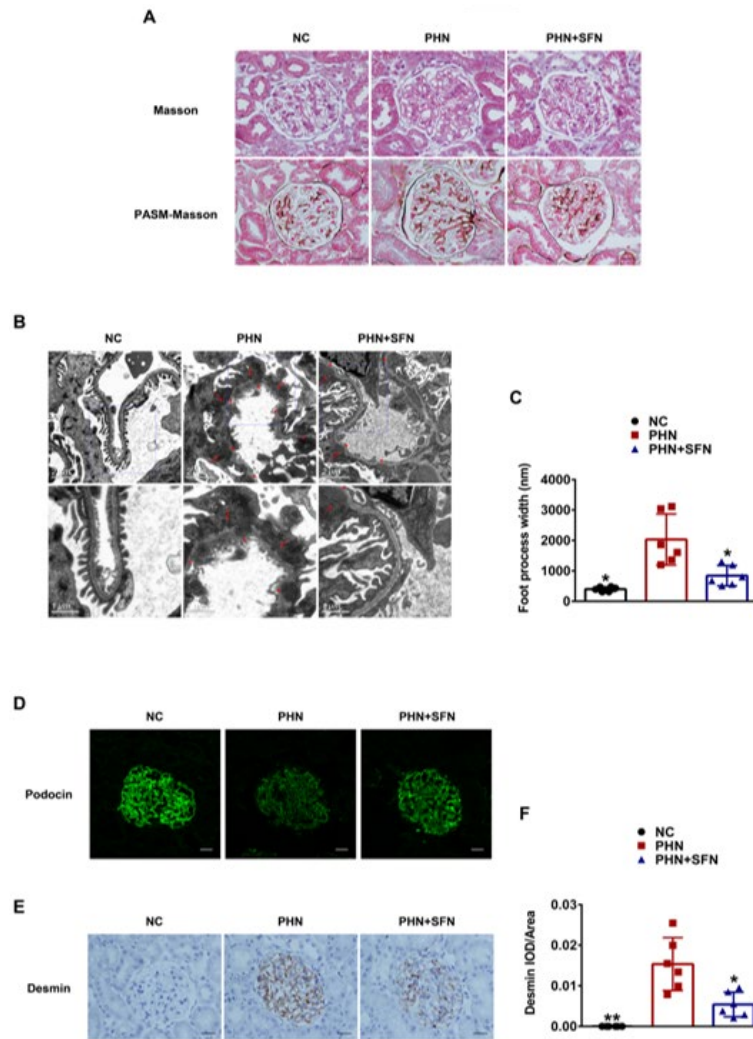 A
NC PHN PHN+SFN
Masson
PASM-Masson
B
NC PHN PHN+SFN
C
NC
PHN
PHN+SFN
Foot process width (nm)
4000
3000
2000
1000
0
*
*
D
NC PHN PHN+SFN
Podocin
E
NC PHN PHN+SFN
Desmin
F
NC
PHN
PHN+SFN
Desmin IOD/Area
0.03
0.02
0.01
0.00
**
*